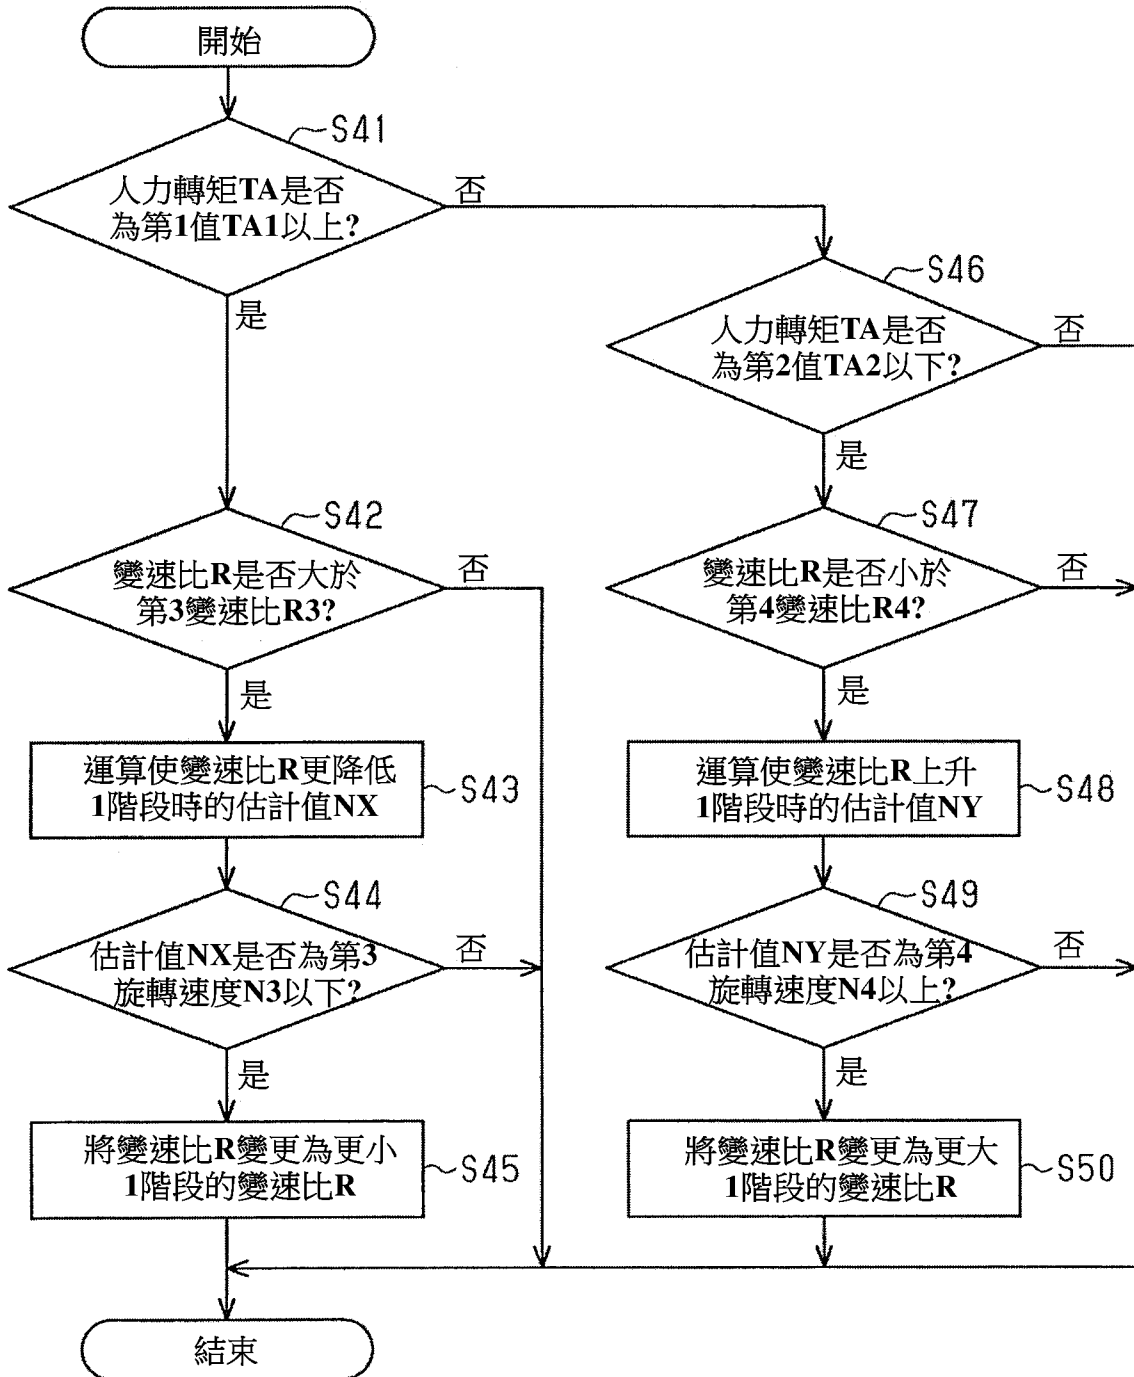 開始
S41
人力轉矩TA是否
為第1值TA1以上?
否
是
S46
人力轉矩TA是否
為第2值TA2以下?
否
是
S42
變速比R是否大於
第3變速比R3?
否
是
S47
變速比R是否小於
第4變速比R4?
否
是
運算使變速比R更降低
1階段時的估計值NX
S43
運算使變速比R上升
1階段時的估計值NY
S48
S44
估計值NX是否為第3
旋轉速度N3以下?
否
是
S49
估計值NY是否為第4
旋轉速度N4以上?
否
是
將變速比R變更為更小
1階段的變速比R
S45
將變速比R變更為更大
1階段的變速比R
S50
結束